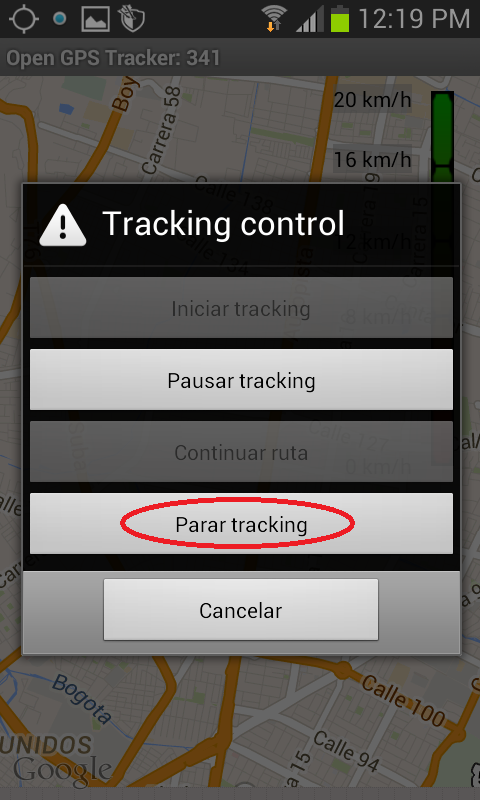 12:19 PM
Open GPS Tracker: 341
20 km/h
Boy
Carrera 58
16 km/h
Calle 138
Carrera 19
Carrera 15
Tracking control
12 km/h
Calle 134
Iniciar tracking
8 km/h
Pausar tracking
Continuar ruta
0 km/h
Parar tracking
Cancelar
Bogota
Calle 100
UNIDOS
Calle 94
Google